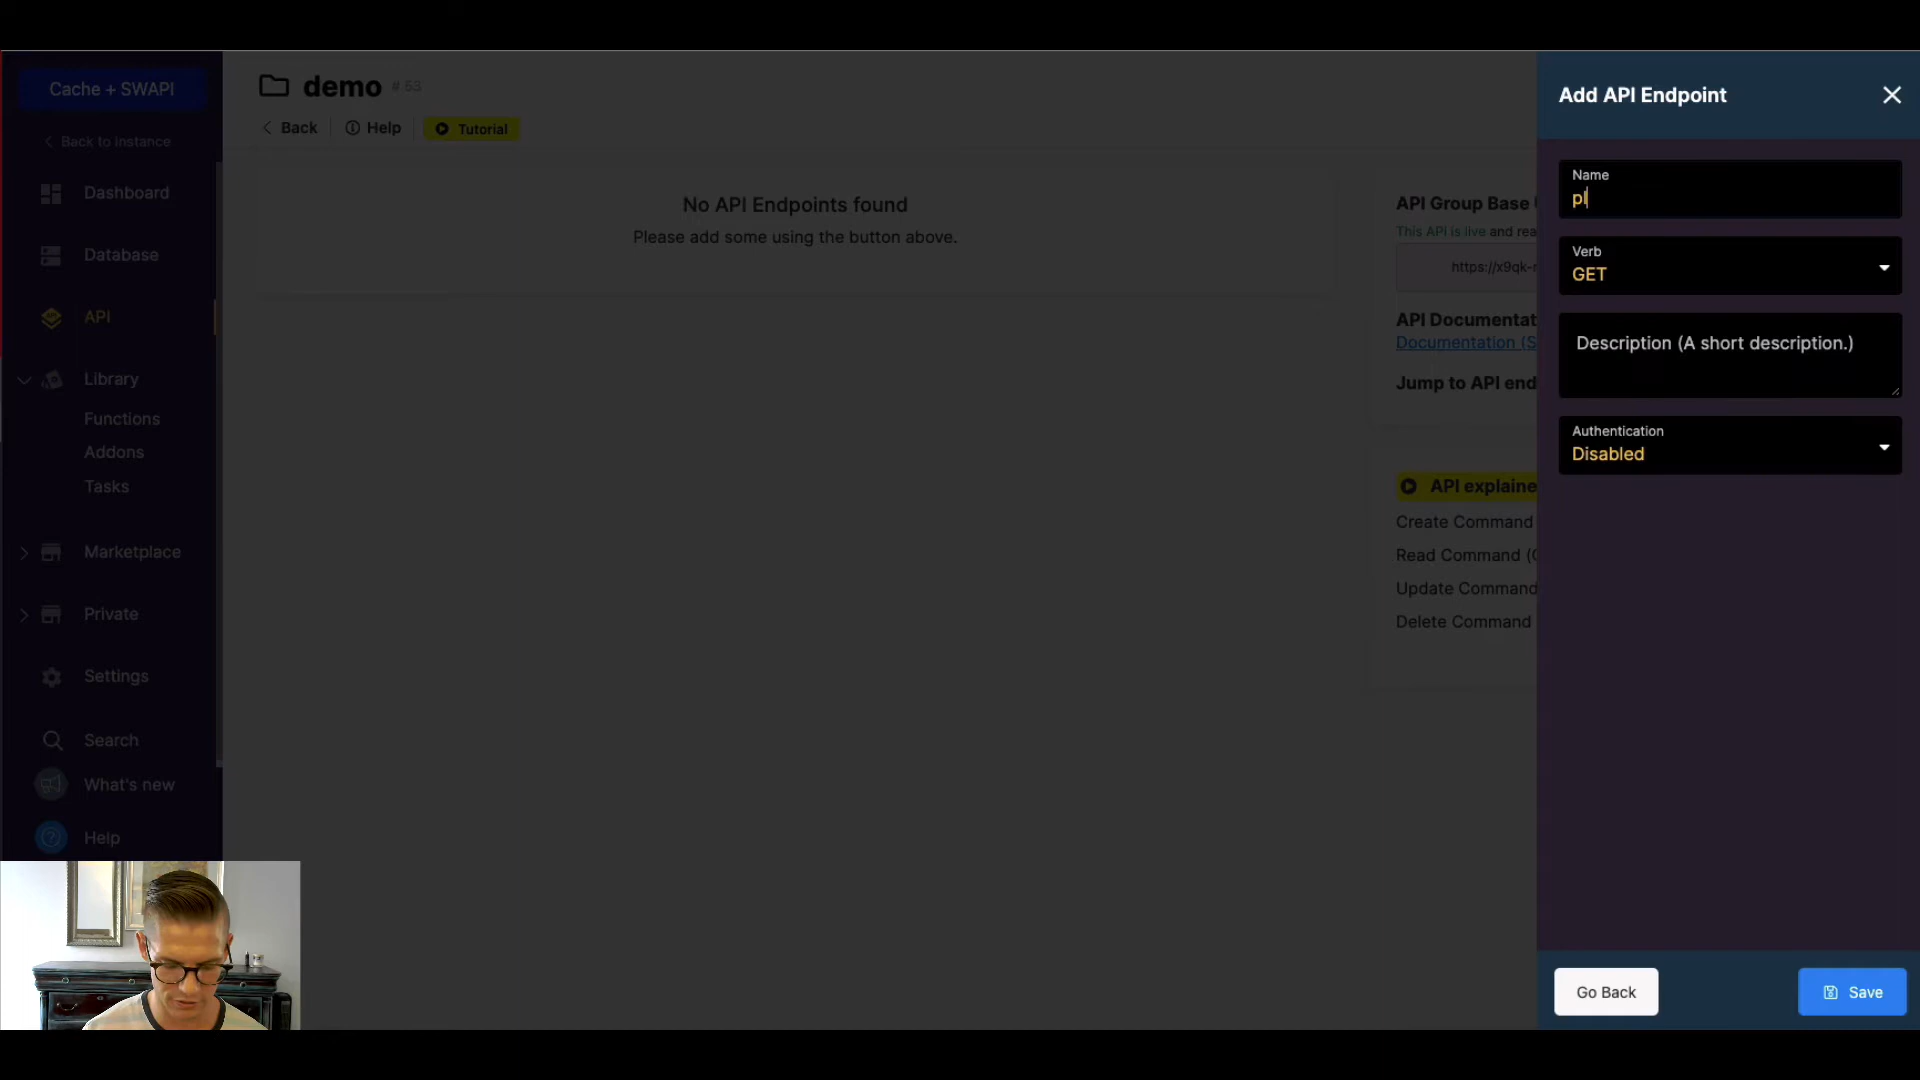 Cache + SWAPI
Back to instance
Dashboard
Database
API
Library
Functions
Addons
Tasks
Marketplace
Private
Settings
Search
What's new
Help
demo # 53
Back
Help
Tutorial
No API Endpoints found
Please add some using the button above.
API Group Base
This API is live and rea
https://x9qk-
API Documentat
Documentation (S
Jump to API end
API explaine
Create Command
Read Command (
Update Command
Delete Command
Add API Endpoint
Name
pl
Verb
GET
Description (A short description.)
Authentication
Disabled
Go Back
Save